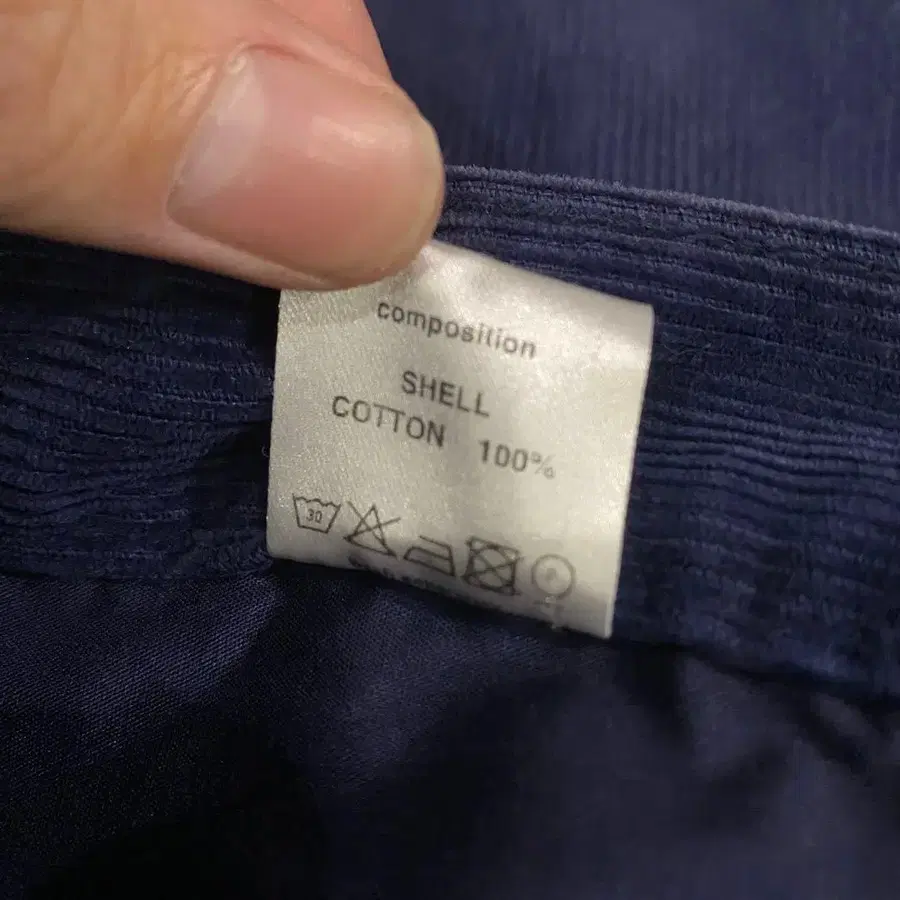 composition
SHELL
COTTON 100%
30